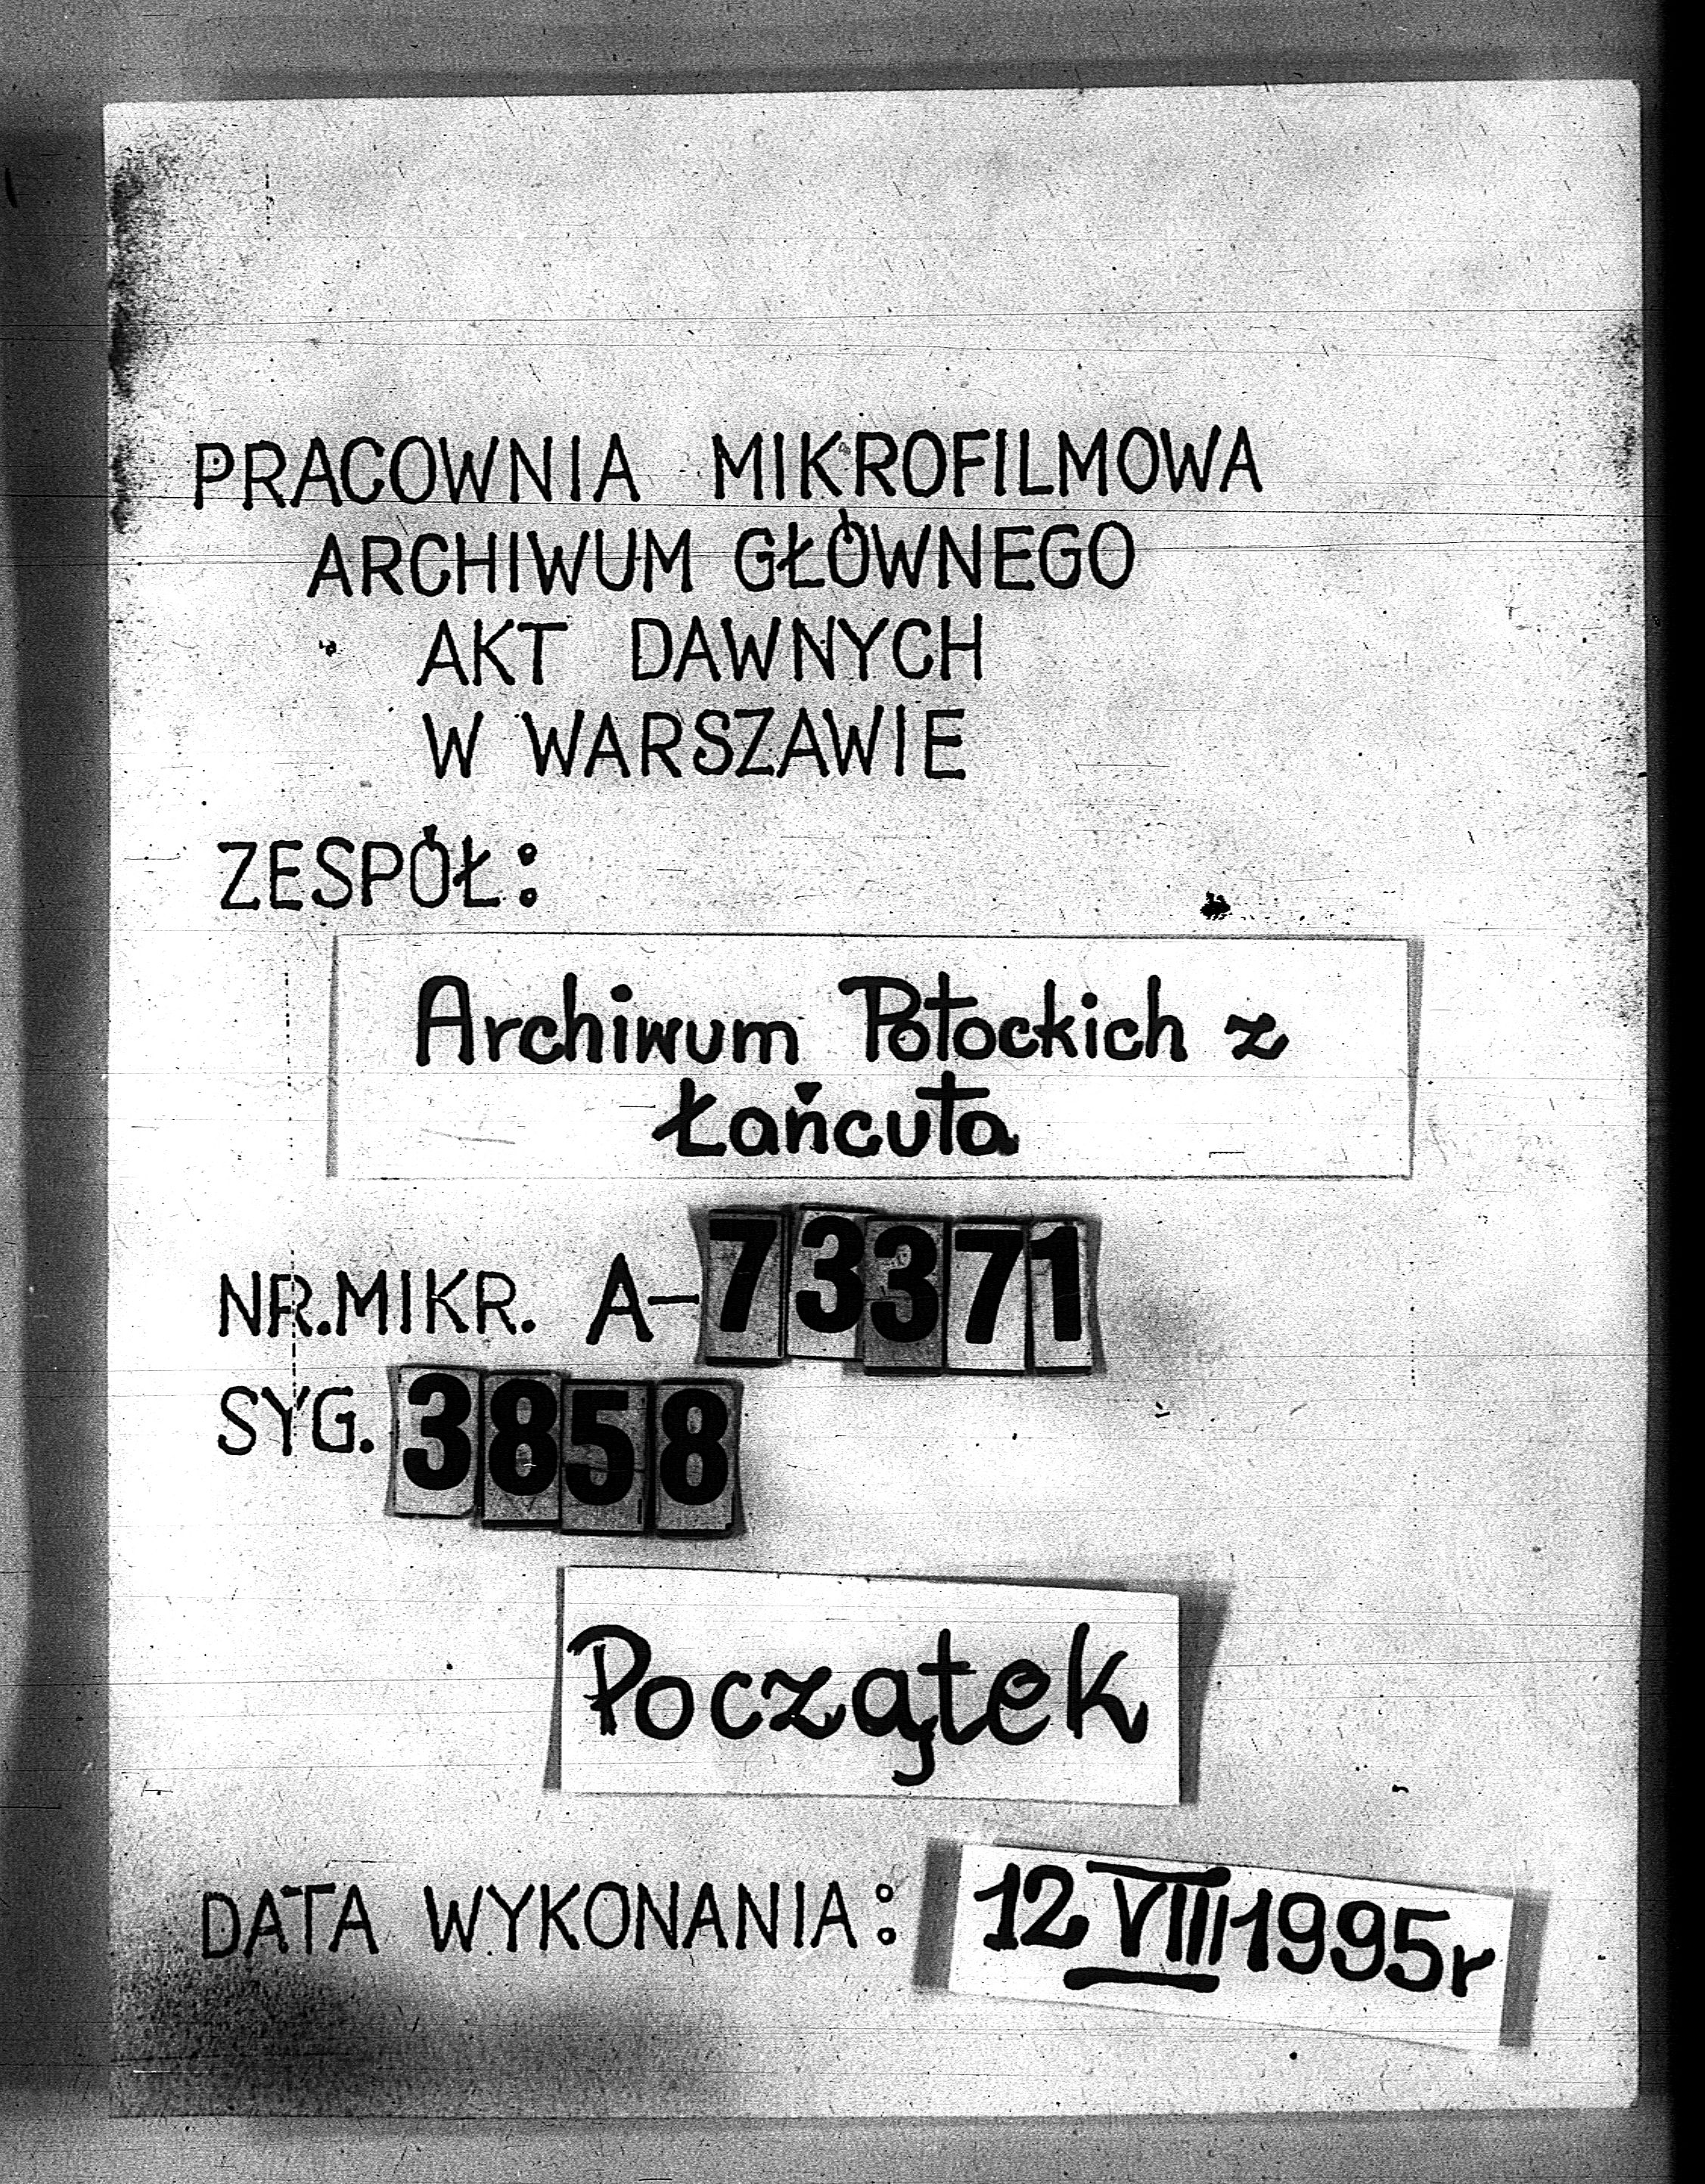 PRACOWNIA MIKROFILMOWA
ARCHIWUM GŁÓWNEGO
AKT DAWNYCH
W WARSZAWIE
ZESPÓŁ:
Archiwum Potockich z
Łańcuta
NR.MIKR. A-73371
SYG. 3858
Początek
DATA WYKONANIA: 12 VIII 1995r